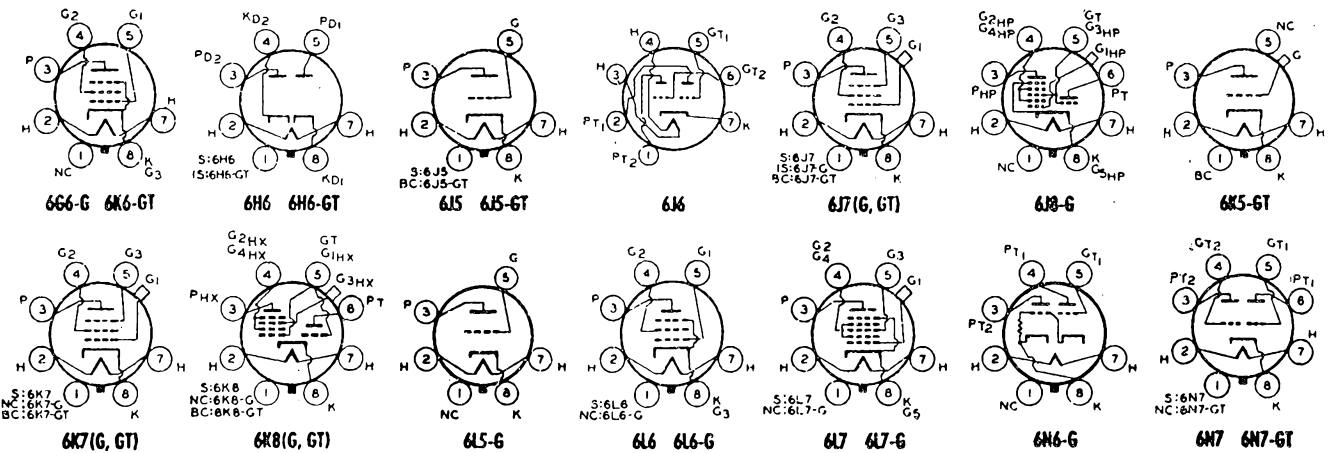 G2 G1
4 5
P 3
H
2 7
H
1 8
NC K
G3
6G6-G 6K6-GT
KD2 PD1
4 5
PD2
3
2 7
H H
1 8
S:6H6
IS:6H6-GT
KD1
6H6 6H6-GT
G
5
P 3
2 7
H H
1 8
S:6J5
BC:6J5-GT
K
6J5 6J5-GT
H GT1
4 5
H
3 6 GT2
2 7
PT1 K
PT2 1
6J6
G2 G3
4 5 G1
P 3
2 7
H H
1 8
S:6J7
IS:6J7-G
BC:6J7-GT
K
6J7(G, GT)
G2HP GT
G4HP G3HP
4 5 G1HP
3 6
PHP PT
H 2 7 H
1 8
NC K
G5HP
6J8-G
NC
5 G
P 3
H 2 7 H
1 8
BC K
6K5-GT
G2 G3
4 5 G1
P 3
H 2 7 H
1 8
S:6K7
NC:6K7-G
BC:6K7-GT
K
6K7(G, GT)
G2HX GT
G4HX G1HX
4 5 G3HX
PHX PT
3 6
H 2 7 H
1 8
S:6K8
NC:6K8-G
BC:6K8-GT
K
6K8(G, GT)
G
5
P 3
H 2 7 H
1 8
NC K
6L5-G
G2 G1
4 5
P 3
H 2 7 H
1 8
S:6L6
NC:6L6-G
K
G3
6L6 6L6-G
G2 G3
G4
4 5 G1
P 3
H 2 7 H
1 8
S:6L7
NC:6L7-G
K
G5
6L7 6L7-G
PT1 GT1
4 5
3
PT2
H 2 7 H
1 8
NC K
6N6-G
GT2 GT1
4 5
PT2 PT1
3 6
H
H 2 7
1 8
S:6N7
NC:6N7-GT
K
6N7 6N7-GT